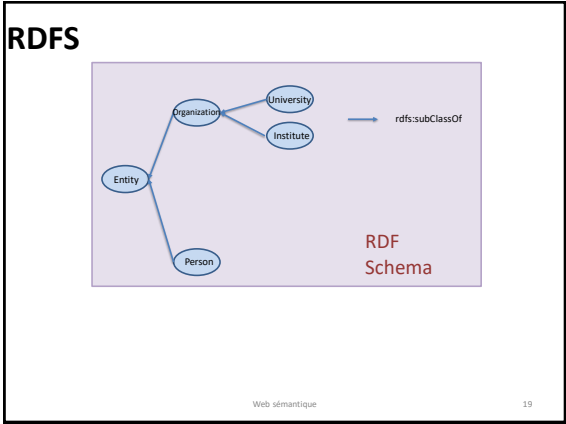 RDFS
University
Organization
rdfs:subClassOf
Institute
Entity
RDF
Schema
Person
Web sémantique
19